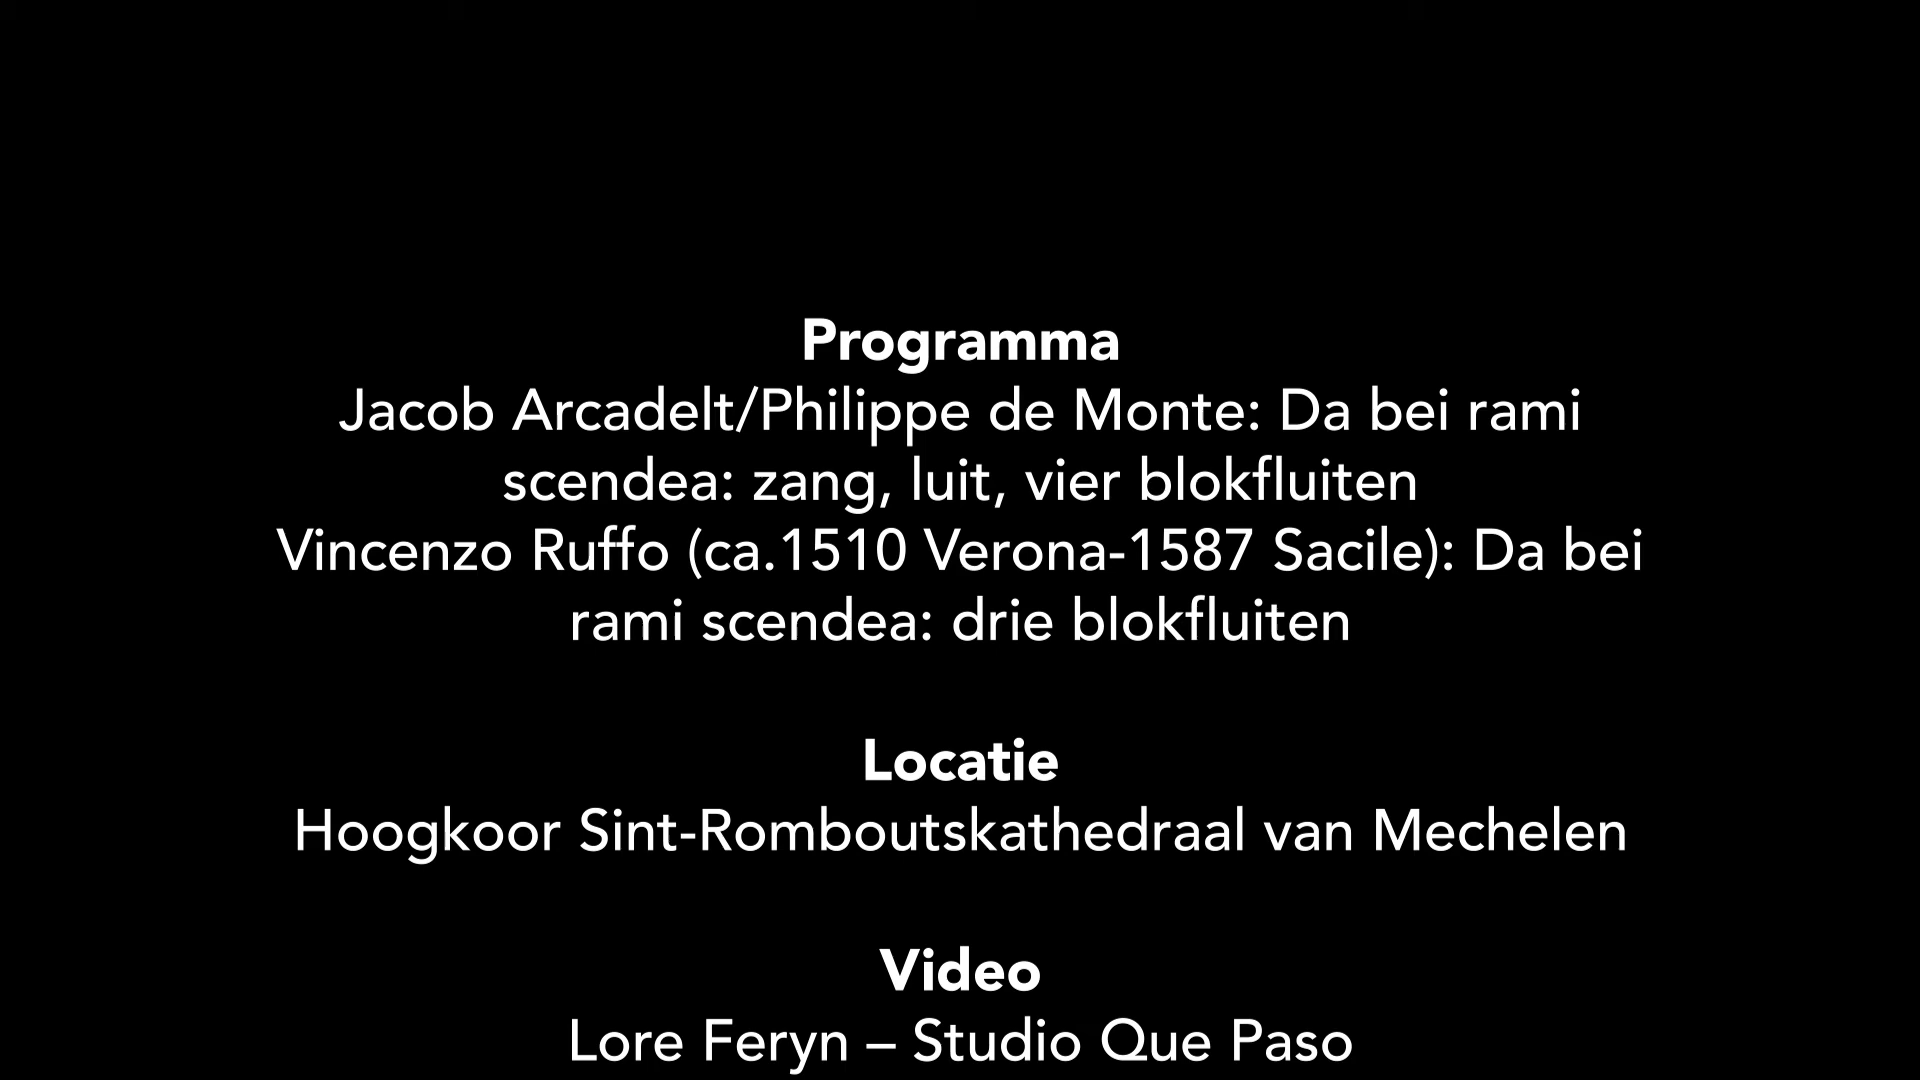 Programma
Jacob Arcadelt/Philippe de Monte: Da bei rami
scendea: zang, luit, vier blokfluiten
Vincenzo Ruffo (ca.1510 Verona-1587 Sacile): Da bei
rami scendea: drie blokfluiten
Locatie
Hoogkoor Sint-Romboutskathedraal van Mechelen
Video
Lore Feryn – Studio Que Paso